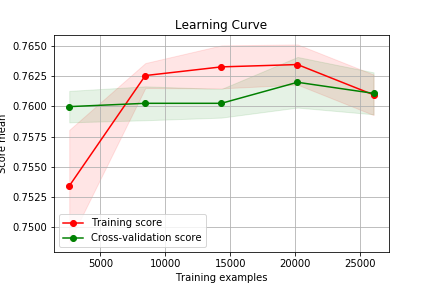 Learning Curve
0.7650
0.7625
0.7600
0.7575
0.7550
0.7525
0.7500
Score mean
Training score
Cross-validation score
5000 10000 15000 20000 25000
Training examples